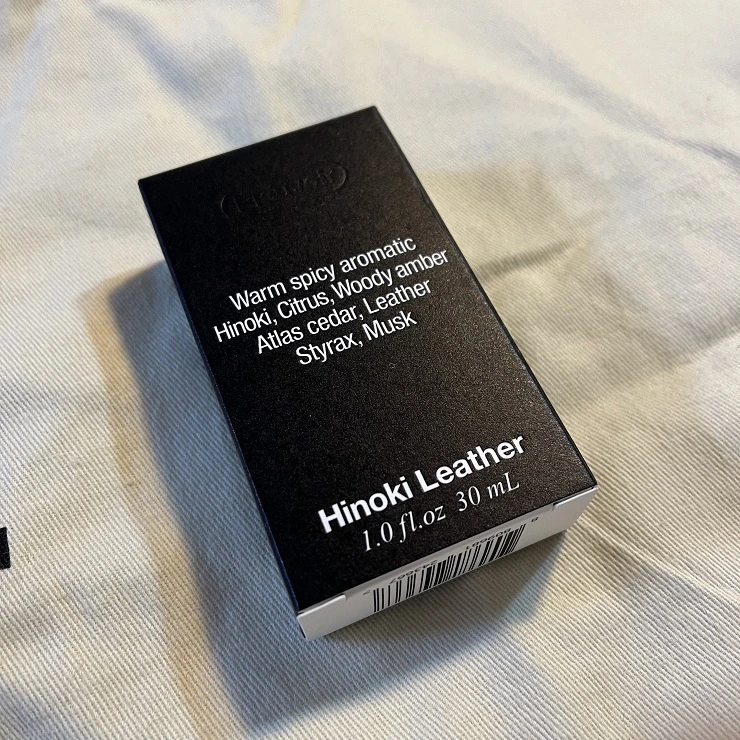 Warm spicy aromatic
Hinoki, Citrus, Woody amber
Atlas cedar, Leather
Styrax, Musk
Hinoki Leather
1.0 fl.oz 30 mL